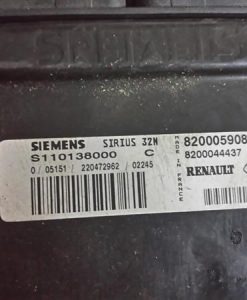 SIRIUS
SIEMENS SIRIUS 32N
S110138000 C
0 / 05151 / 220472962 / 02245
MADE IN FRANCE
820005908
8200044437
RENAULT